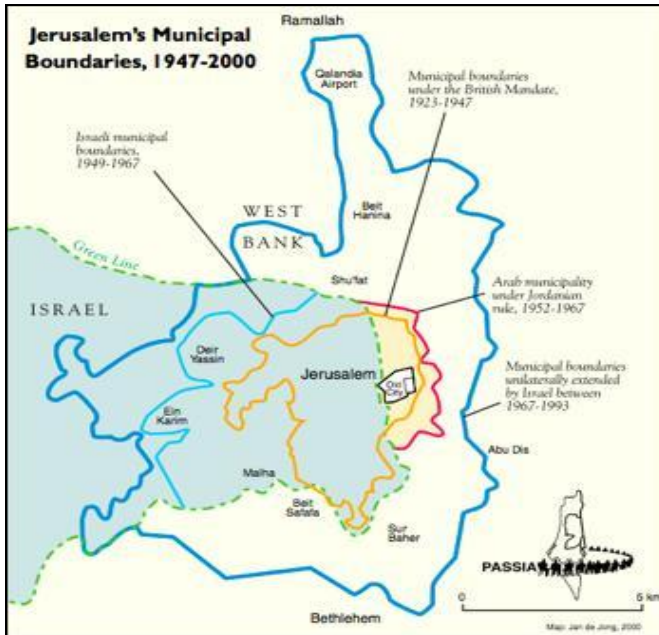 Jerusalem's Municipal
Boundaries, 1947-2000
Ramallah
Qalandia
Airport
Municipal boundaries
under the British Mandate,
1923-1947
Israeli municipal
boundaries,
1949-1967
WEST
BANK
Beit
Hanina
Green Line
Shu'fat
ISRAEL
Arab municipality
under Jordanian
rule, 1952-1967
Deir
Yassin
Jerusalem
Old
City
Municipal boundaries
unilaterally extended
by Israel between
1967-1993
Ein
Karim
Abu Dis
Malha
Beit
Safafa
Sur
Baher
PASSIA
Bethlehem
0
5 km
Map: Jan de Jong, 2000